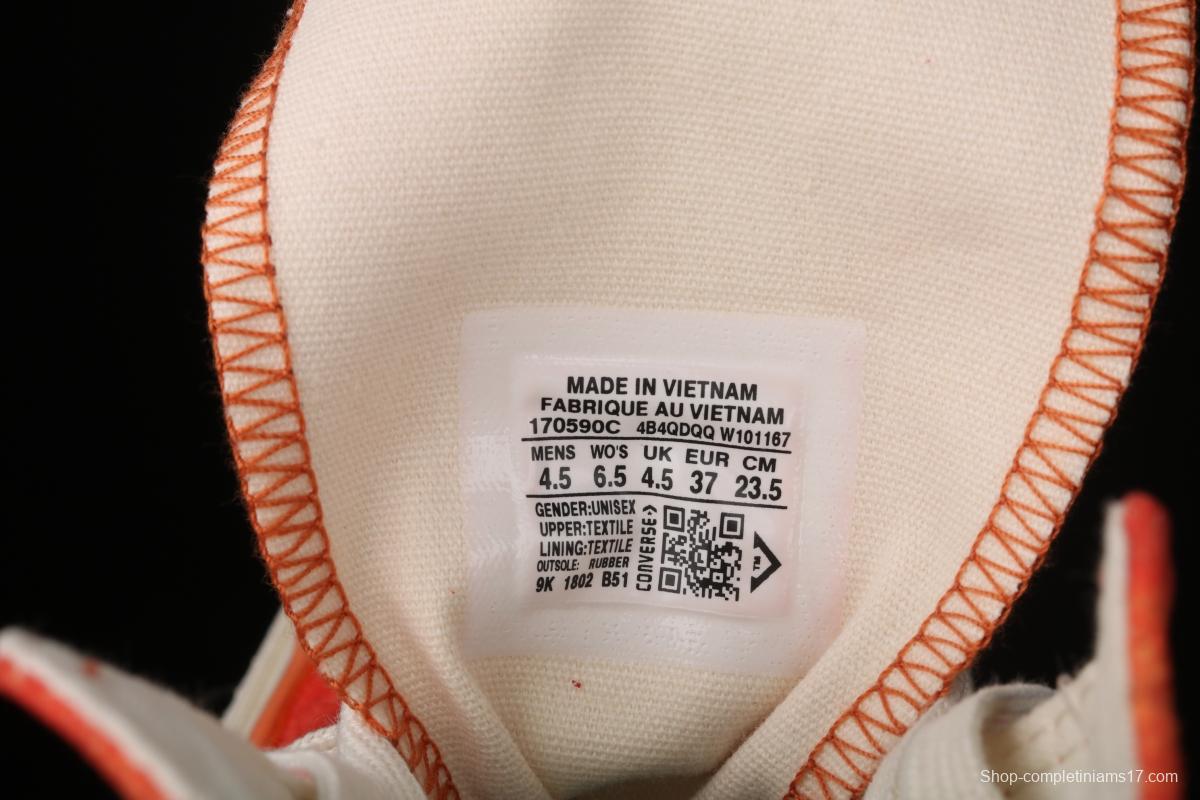 MADE IN VIETNAM
FABRIQUE AU VIETNAM
170590C 4B4QDQQ W101167
MENS WO'S UK EUR CM
4.5 6.5 4.5 37 23.5
GENDER:UNISEX
UPPER:TEXTILE
LINING:TEXTILE
OUTSOLE: RUBBER
9K 1802 B51
CONVERSE>
TM
Shop-completiniams17.com